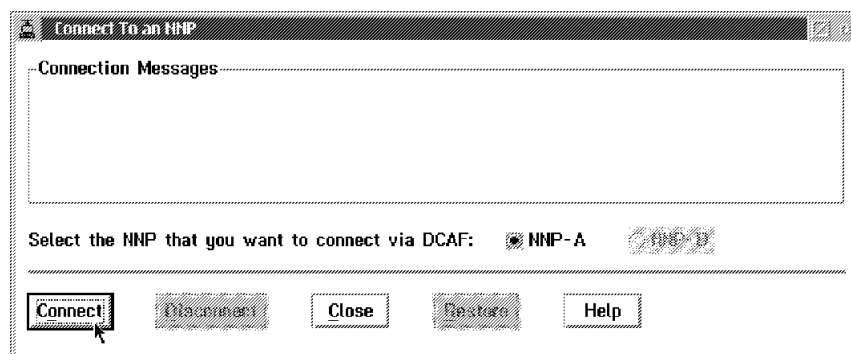 Connect To an NNP
Connection Messages
Select the NNP that you want to connect via DCAF: NNP-A NNP-B
Connect Disconnect Close Restore Help